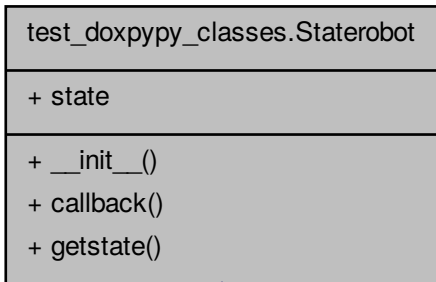 test_doxpypy_classes.Staterobot
+ state
+ __init__()
+ callback()
+ getstate()